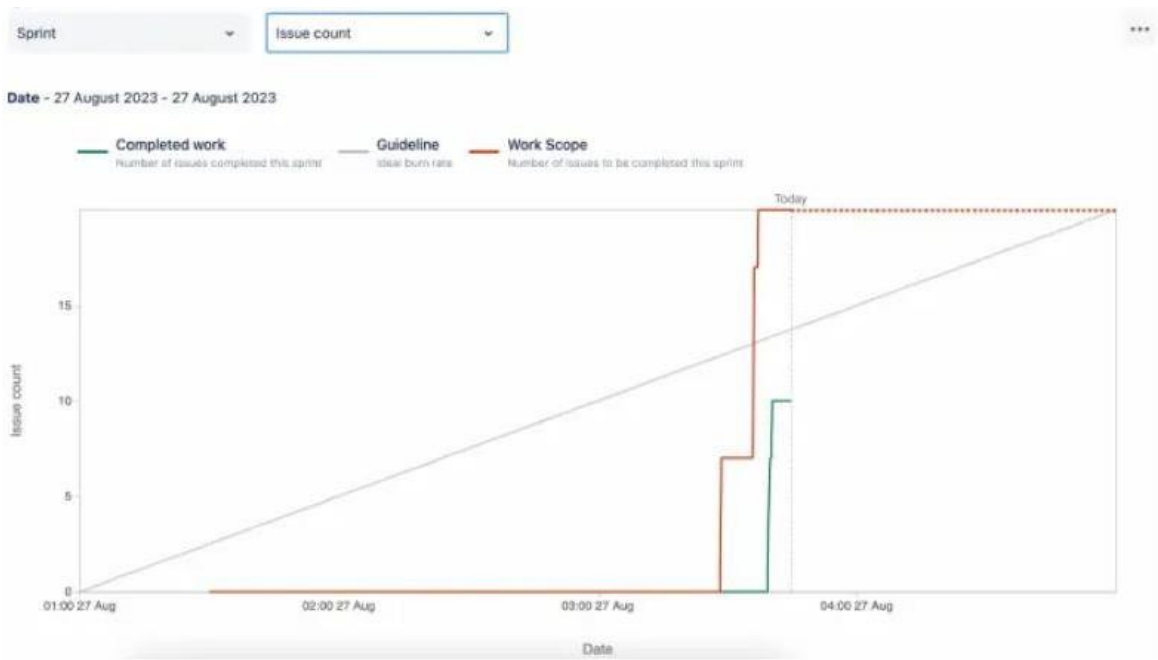 Sprint
Issue count
•••
Date - 27 August 2023 - 27 August 2023
Completed work
Number of issues completed this sprint
Guideline
Ideal burn rate
Work Scope
Number of issues to be completed this sprint
Today
15
10
5
0
Issue count
01:00 27 Aug
02:00 27 Aug
03:00 27 Aug
04:00 27 Aug
Date